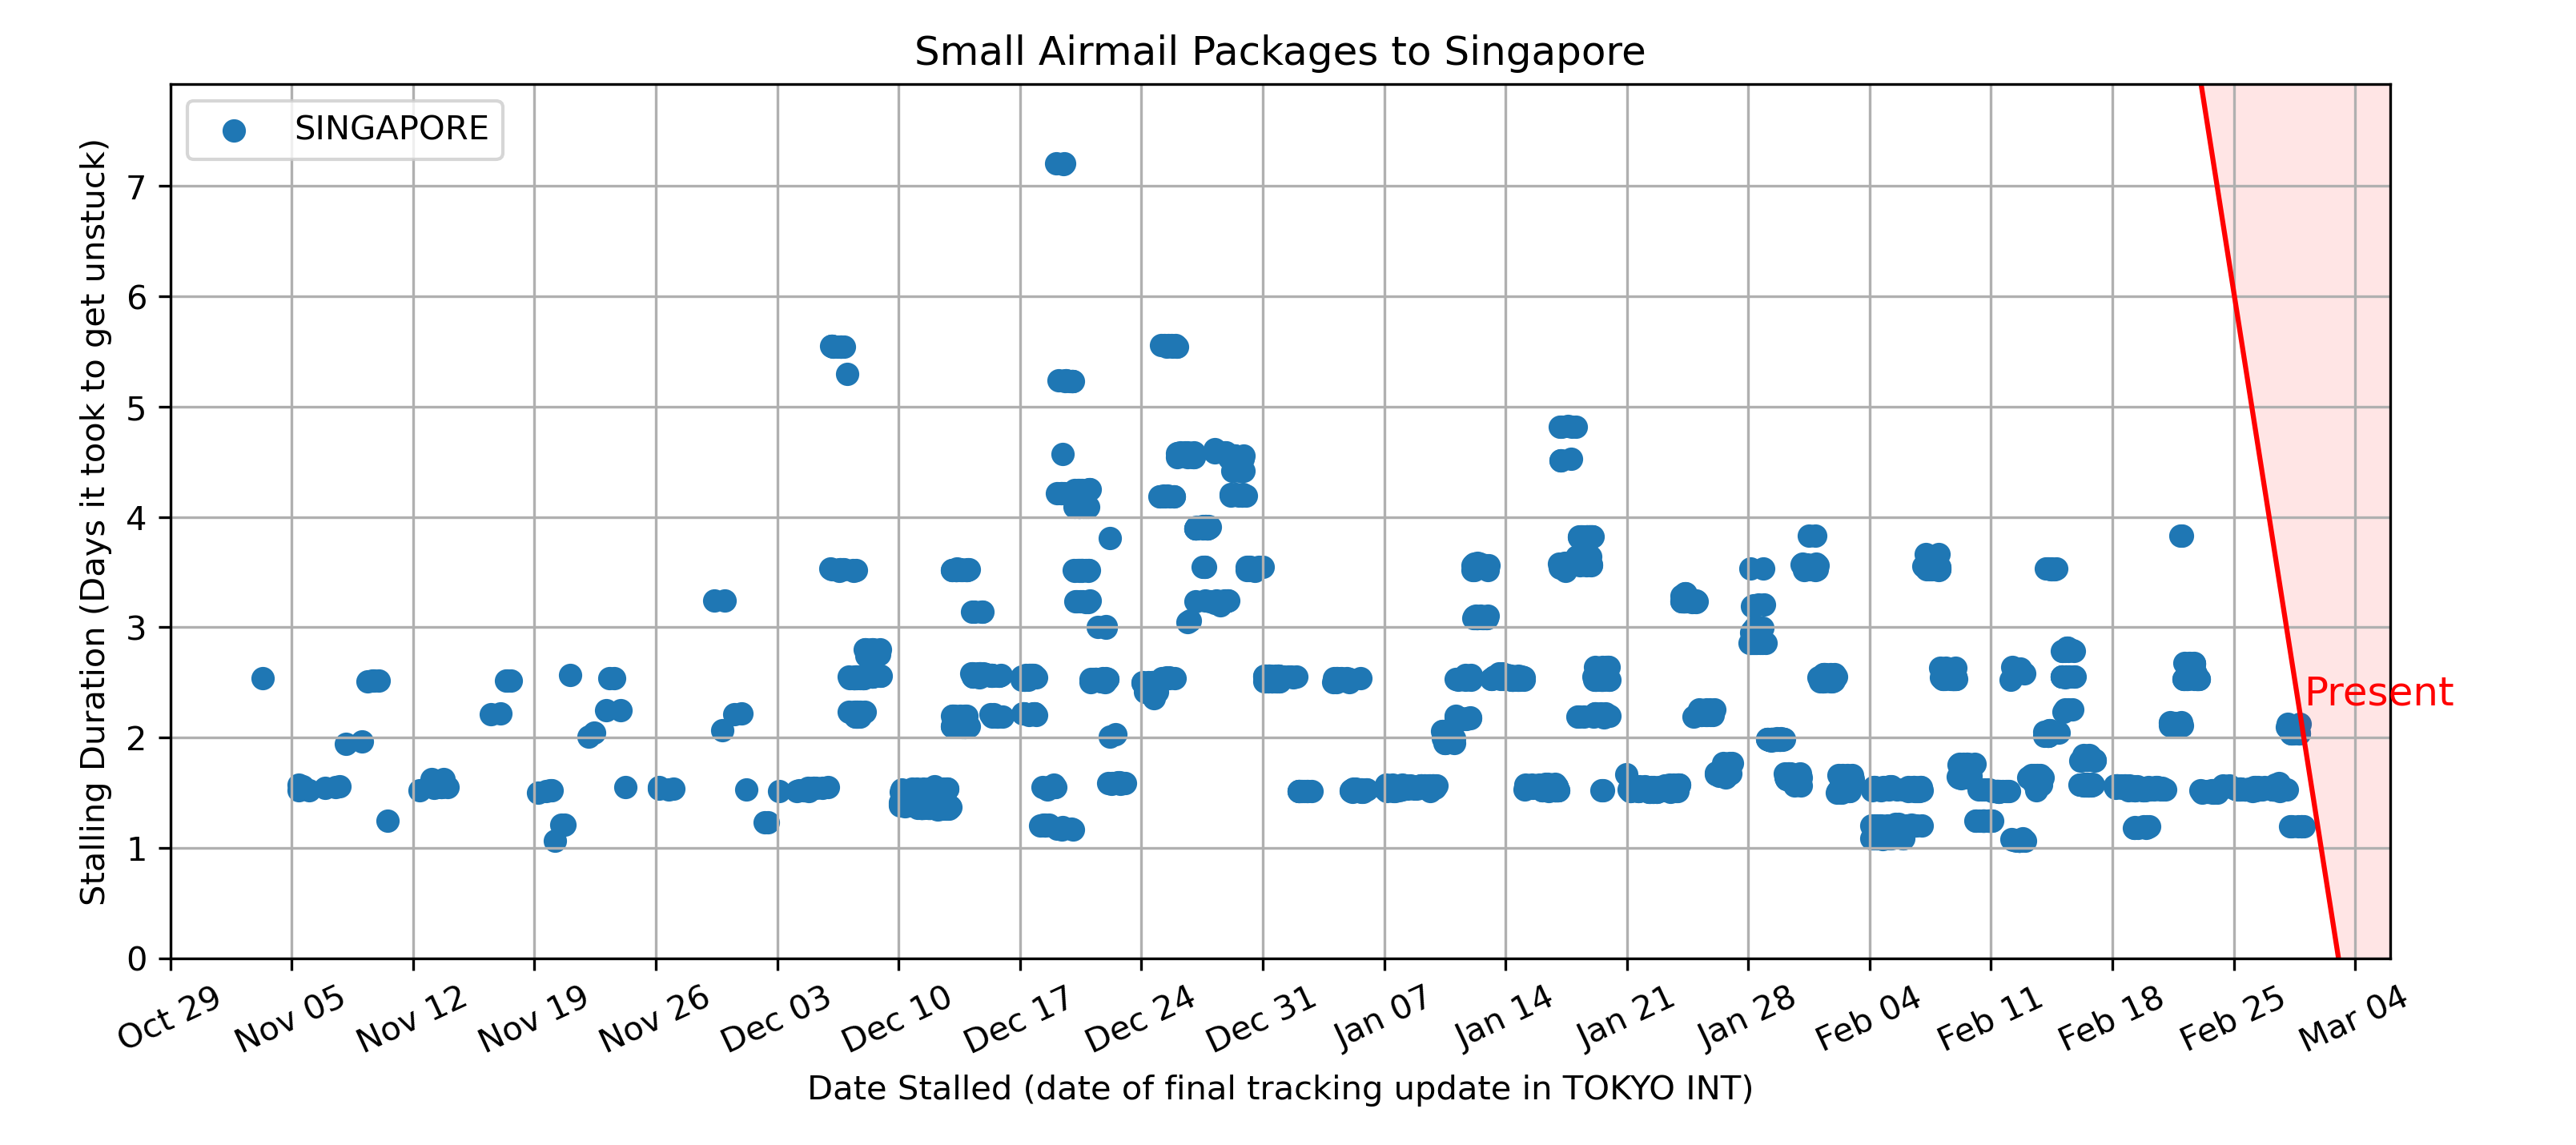 Small Airmail Packages to Singapore
SINGAPORE
Stalling Duration (Days it took to get unstuck)
7
6
5
4
3
2
1
0
Present
Oct 29
Nov 05
Nov 12
Nov 19
Nov 26
Dec 03
Dec 10
Dec 17
Dec 24
Dec 31
Jan 07
Jan 14
Jan 21
Jan 28
Feb 04
Feb 11
Feb 18
Feb 25
Mar 04
Date Stalled (date of final tracking update in TOKYO INT)